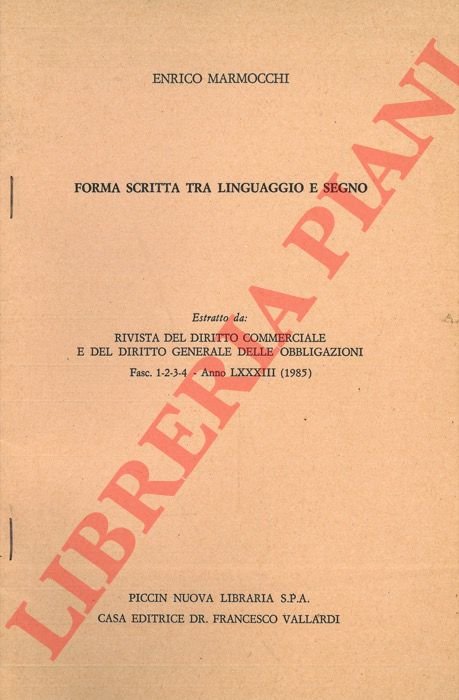 ENRICO MARMOCCHI
FORMA SCRITTA TRA LINGUAGGIO E SEGNO
Estratto da:
RIVISTA DEL DIRITTO COMMERCIALE
E DEL DIRITTO GENERALE DELLE OBBLIGAZIONI
Fasc. 1-2-3-4 - Anno LXXXIII (1985)
PICCIN NUOVA LIBRARIA S.P.A.
CASA EDITRICE DR. FRANCESCO VALLARDI
LIBRERIA PIANI